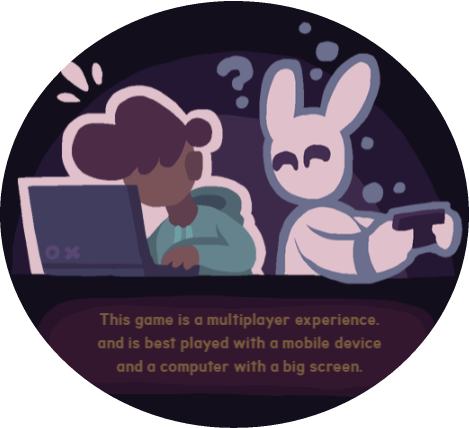 This game is a multiplayer experience.
and is best played with a mobile device
and a computer with a big screen.